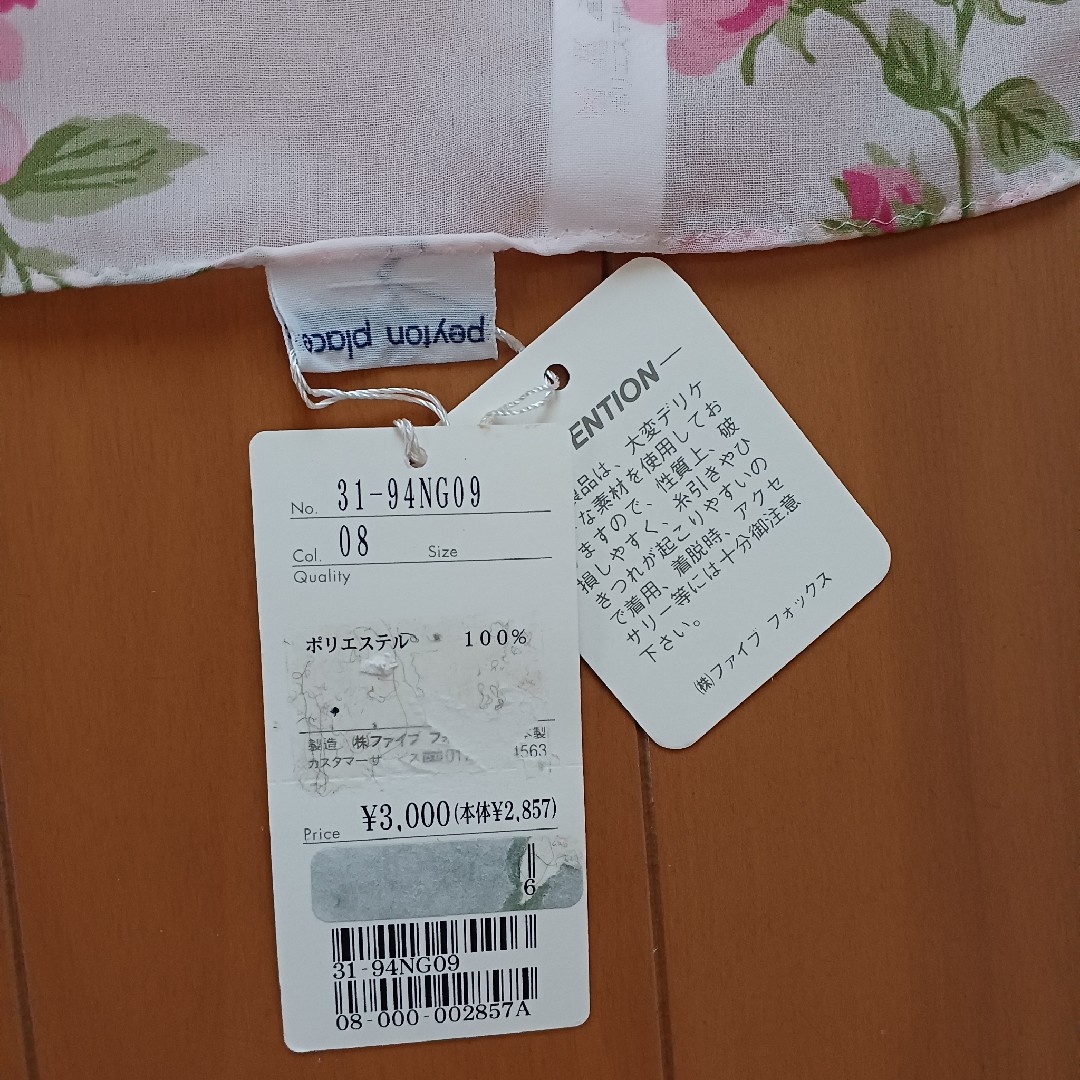 peyton place
No. 31-94NG09
Col. 08 Size
Quality
ポリエステル 100%
製造 ㈱ファイブ フ
カスタマーサ
4563
Price ¥3,000(本体¥2,857)
6
31-94NG09
08-000-002857A
ENTION
製品は、大変デリケ
な素材を使用してお
ますので、性質上、破
損しやすく、糸引きやひ
きつれが起こりやすいの
で着用、着脱時、アクセ
サリー等には十分御注意
下さい。
㈱ファイブ フォックス